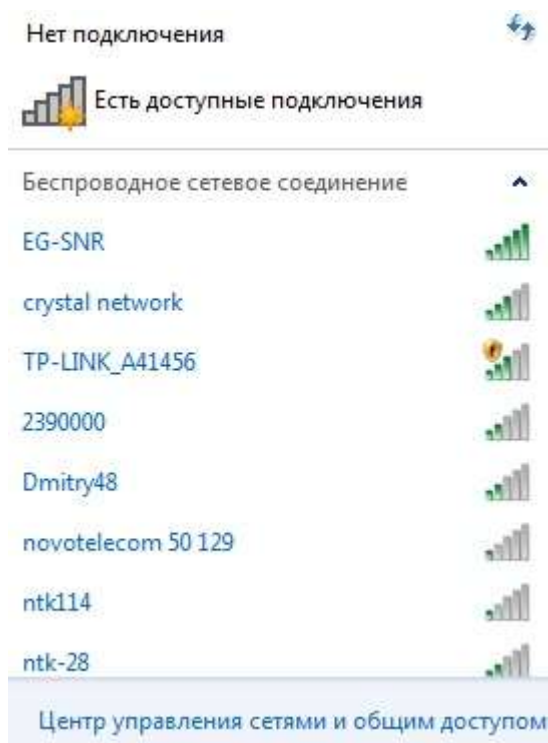 Нет подключения
Есть доступные подключения
Беспроводное сетевое соединение
EG-SNR
crystal network
TP-LINK_A41456
2390000
Dmitry48
novotelecom 50 129
ntk114
ntk-28
Центр управления сетями и общим доступом